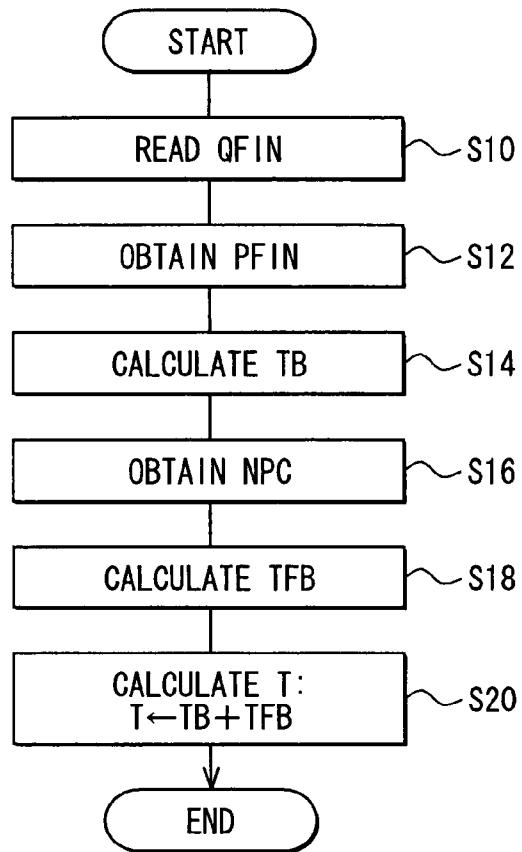 START
READ QFIN
S10
OBTAIN PFIN
S12
CALCULATE TB
S14
OBTAIN NPC
S16
CALCULATE TFB
S18
CALCULATE T:
T←TB+TFB
S20
END